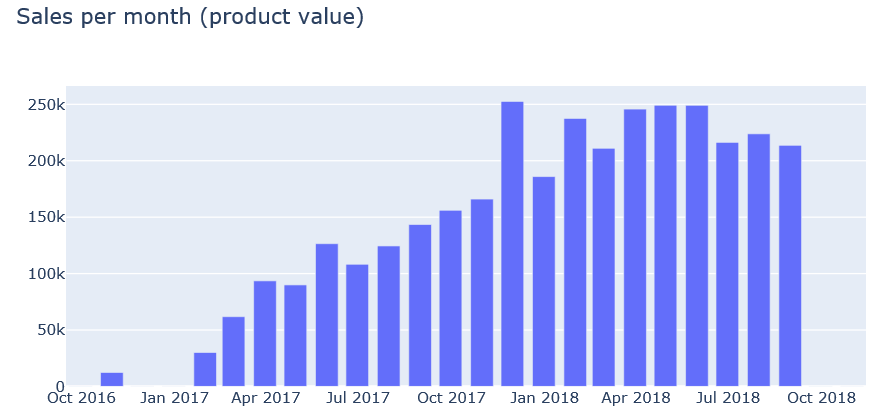 Sales per month (product value)
250k
200k
150k
100k
50k
0
Oct 2016 Jan 2017 Apr 2017 Jul 2017 Oct 2017 Jan 2018 Apr 2018 Jul 2018 Oct 2018